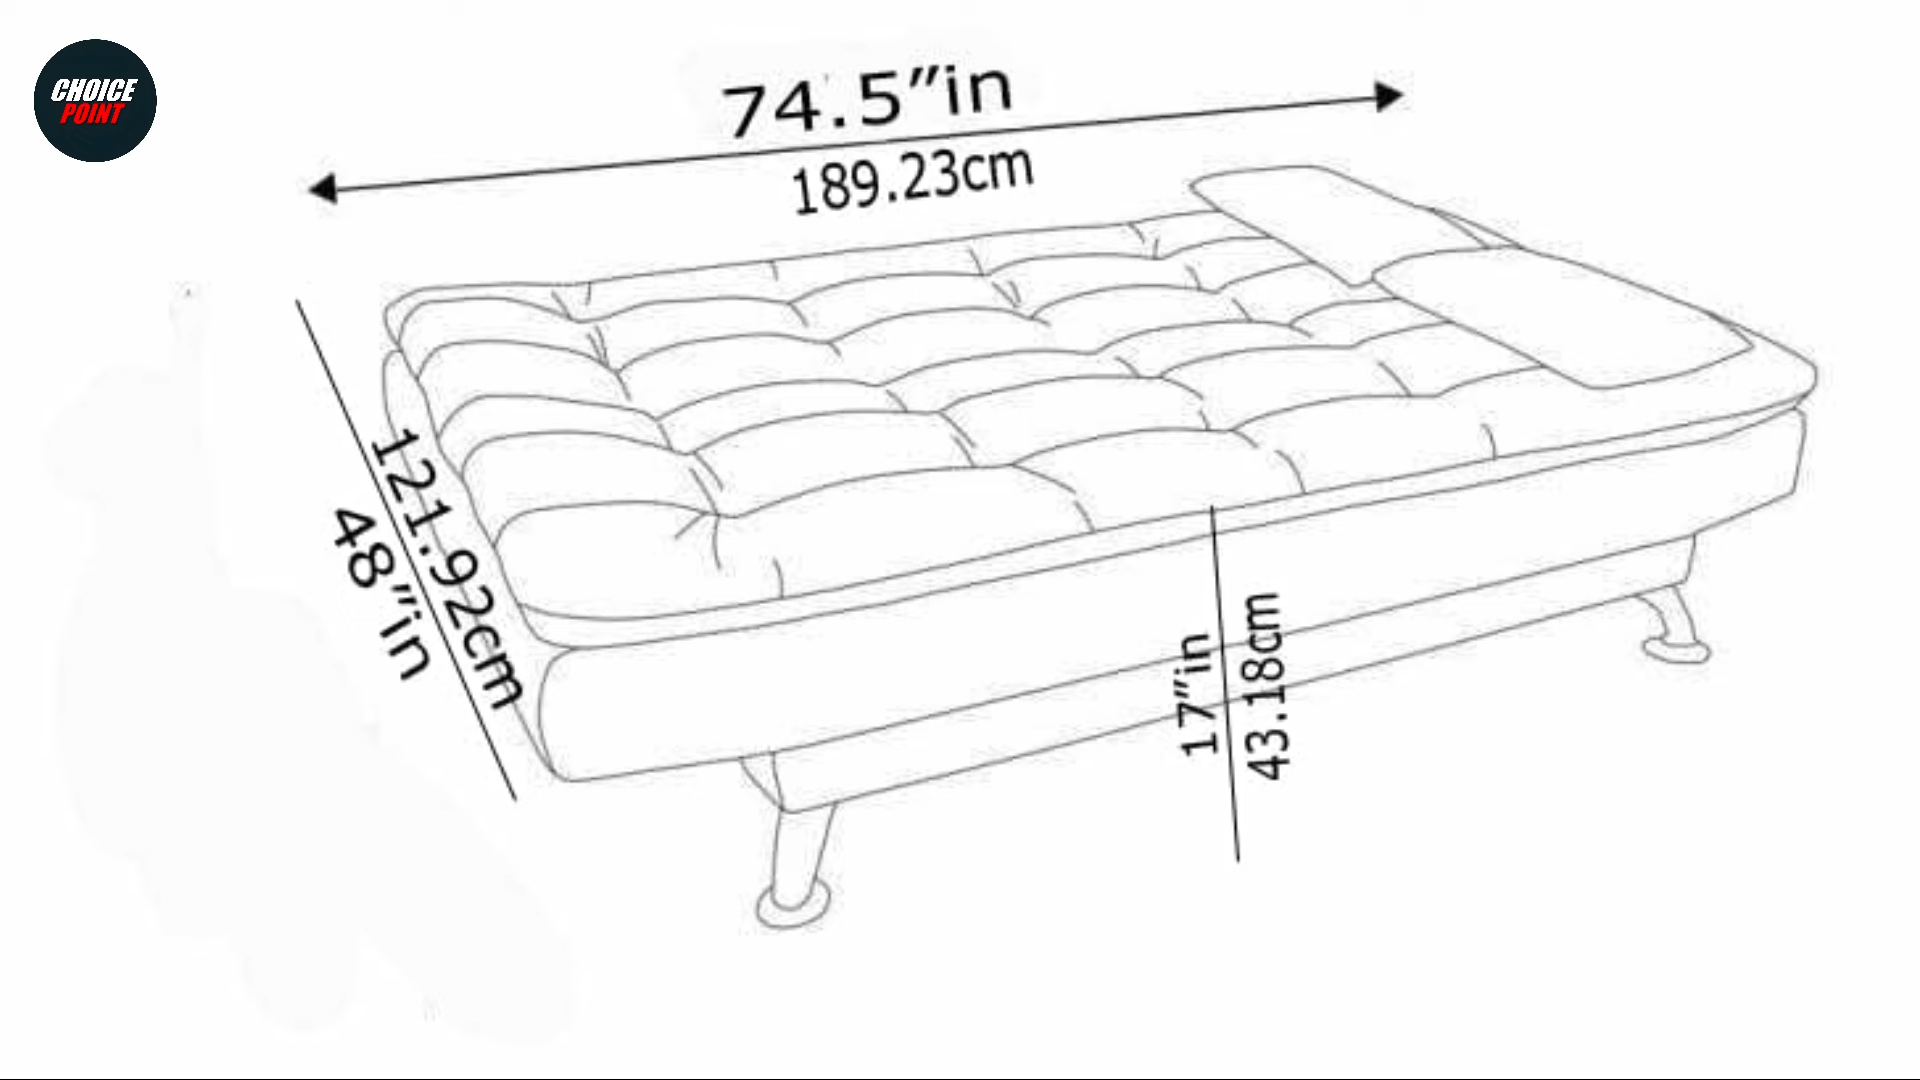 CHOICE
POINT
74.5”in
189.23cm
121.92cm
48”in
17”in
43.18cm